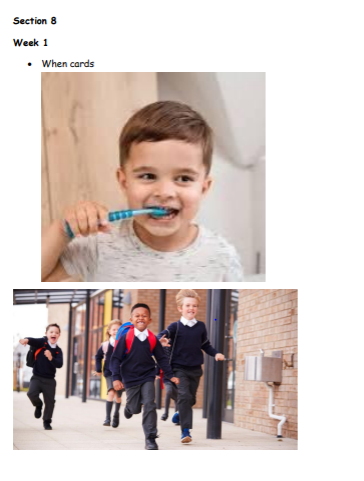 Section 8
Week 1
• When cards